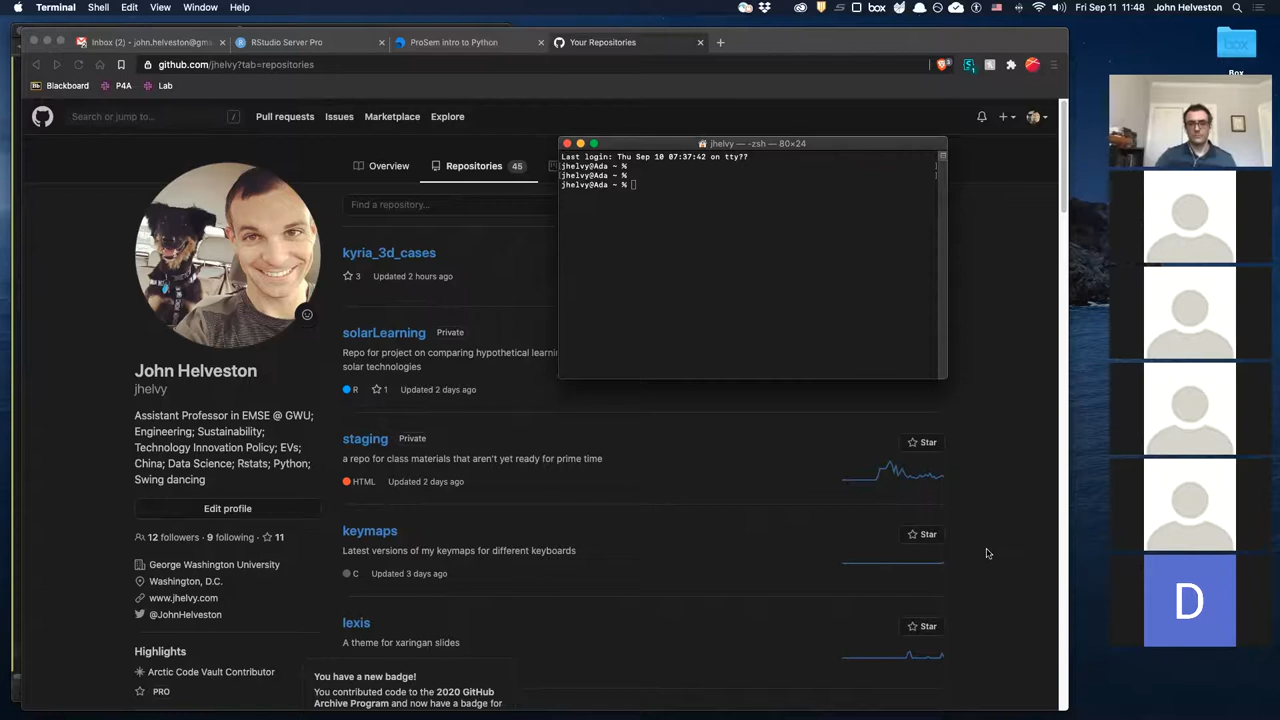 Terminal Shell Edit View Window Help
box Fri Sep 11 11:48 John Helveston
Inbox (2) - john.helveston@gm
RStudio Server Pro
ProSem intro to Python
Your Repositories
github.com/jhelvy?tab=repositories
Blackboard P4A Lab
Search or jump to... /
Pull requests Issues Marketplace Explore
jhelvy — -zsh — 80×24
Last login: Thu Sep 10 07:37:42 on tty??
jhelvy@Ada ~ %
jhelvy@Ada ~ %
jhelvy@Ada ~ %
Overview
Repositories 45
Find a repository...
kyria_3d_cases
3 Updated 2 hours ago
solarLearning Private
Repo for project on comparing hypothetical learnin
solar technologies
R 1 Updated 2 days ago
staging Private
a repo for class materials that aren't yet ready for prime time
HTML Updated 2 days ago
Star
keymaps
Latest versions of my keymaps for different keyboards
C Updated 3 days ago
Star
lexis
A theme for xaringan slides
Star
John Helveston
jhelvy
Assistant Professor in EMSE @ GWU;
Engineering; Sustainability;
Technology Innovation Policy; EVs;
China; Data Science; Rstats; Python;
Swing dancing
Edit profile
12 followers · 9 following · 11
George Washington University
Washington, D.C.
www.jhelvy.com
@JohnHelveston
Highlights
Arctic Code Vault Contributor
PRO
You have a new badge!
You contributed code to the 2020 GitHub
Archive Program and now have a badge for
box
Box
D